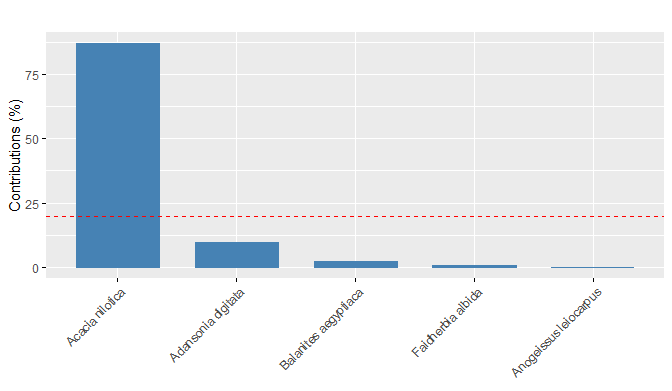 Contributions (%)
75
50
25
0
Acacia nilotica
Adansonia digitata
Balanites aegyptiaca
Faidherbia albida
Anogeissus leiocarpus